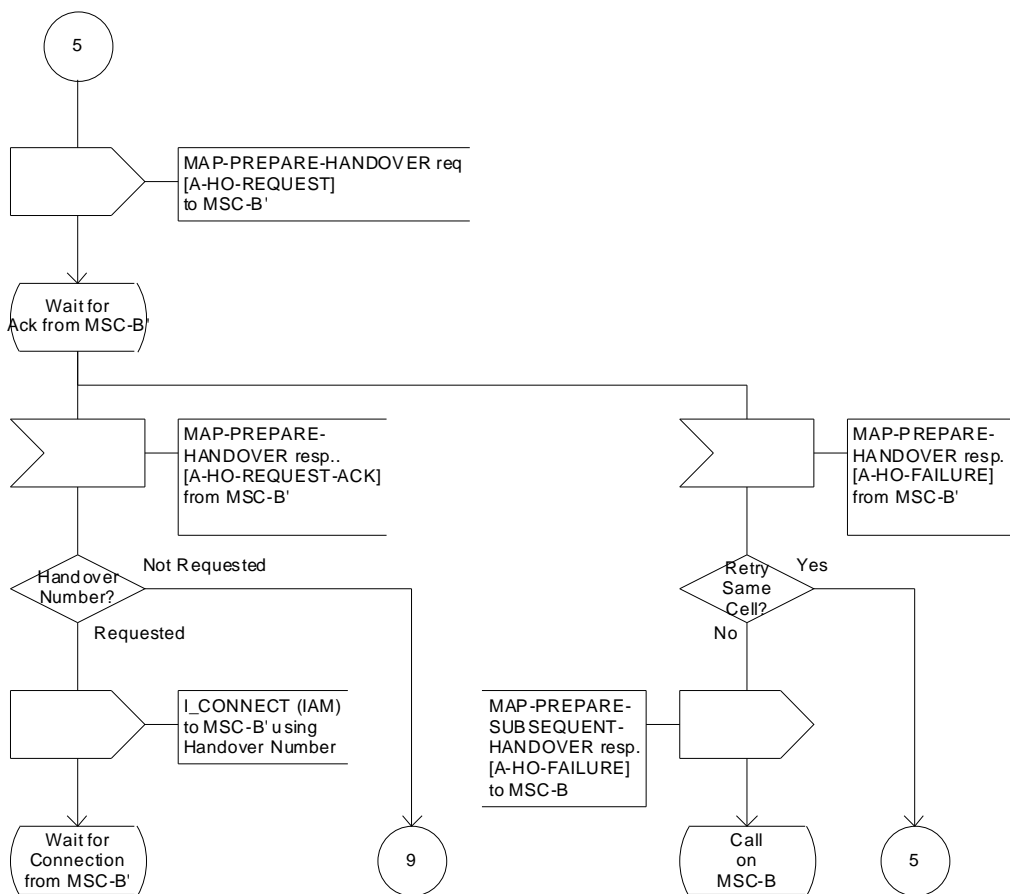 5
MAP-PREPARE-HANDOVER req
[A-HO-REQUEST]
to MSC-B'
Wait for
Ack from MSC-B'
MAP-PREPARE-
HANDOVER resp..
[A-HO-REQUEST-ACK]
from MSC-B'
MAP-PREPARE-
HANDOVER resp.
[A-HO-FAILURE]
from MSC-B'
Handover
Number?
Not Requested
Requested
Retry
Same
Cell?
Yes
No
I_CONNECT (IAM)
to MSC-B' using
Handover Number
MAP-PREPARE-
SUBSEQUENT-
HANDOVER resp.
[A-HO-FAILURE]
to MSC-B
Wait for
Connection
from MSC-B'
9
Call
on
MSC-B
5